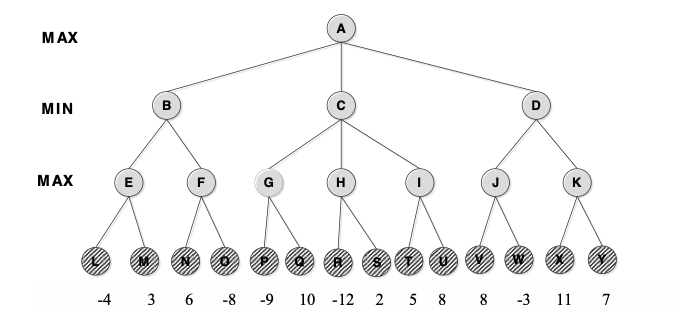 MAX A
MIN B C D
MAX E F G H I J K
L M N O P Q R S T U V W X Y
-4 3 6 -8 -9 10 -12 2 5 8 8 -3 11 7